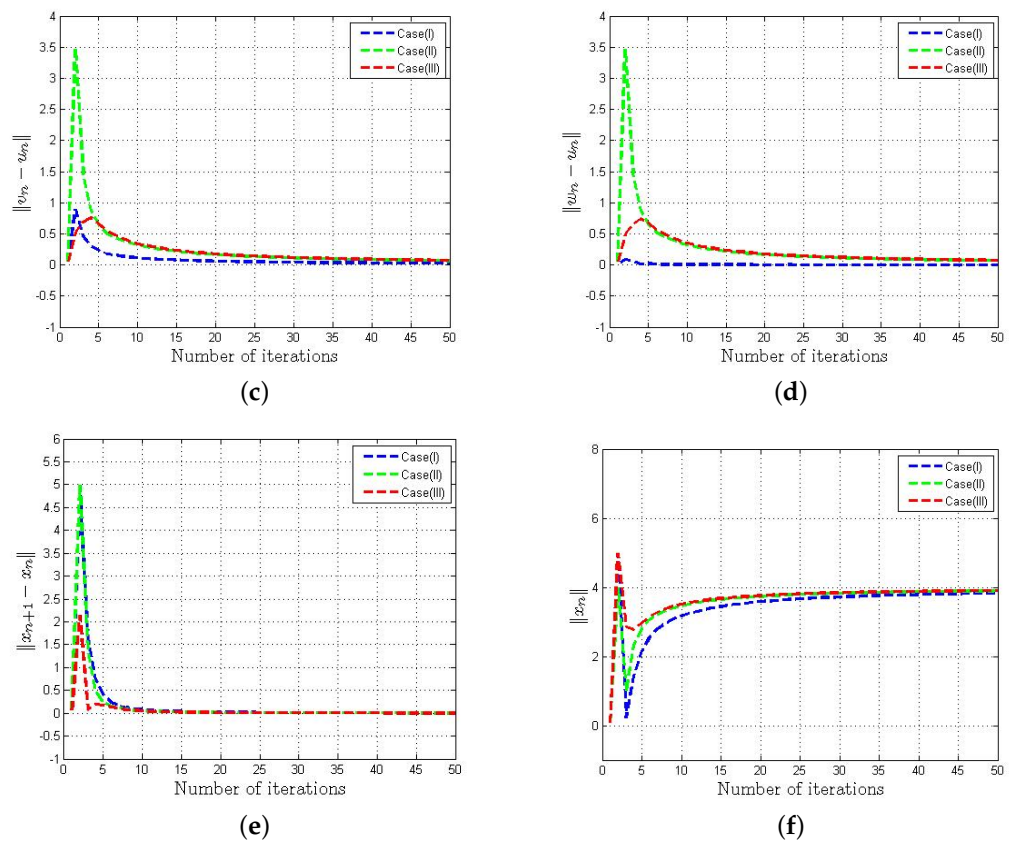 4
3.5
3
2.5
2
1.5
1
0.5
0
-0.5
-1
‖vₙ − uₙ‖
Case(I)
Case(II)
Case(III)
0 5 10 15 20 25 30 35 40 45 50
Number of iterations
(c)
4
3.5
3
2.5
2
1.5
1
0.5
0
-0.5
-1
‖wₙ − uₙ‖
Case(I)
Case(II)
Case(III)
0 5 10 15 20 25 30 35 40 45 50
Number of iterations
(d)
6
5.5
5
4.5
4
3.5
3
2.5
2
1.5
1
0.5
0
-0.5
-1
‖xₙ₊₁ − xₙ‖
Case(I)
Case(II)
Case(III)
0 5 10 15 20 25 30 35 40 45 50
Number of iterations
(e)
8
6
4
2
0
‖xₙ‖
Case(I)
Case(II)
Case(III)
0 5 10 15 20 25 30 35 40 45 50
Number of iterations
(f)